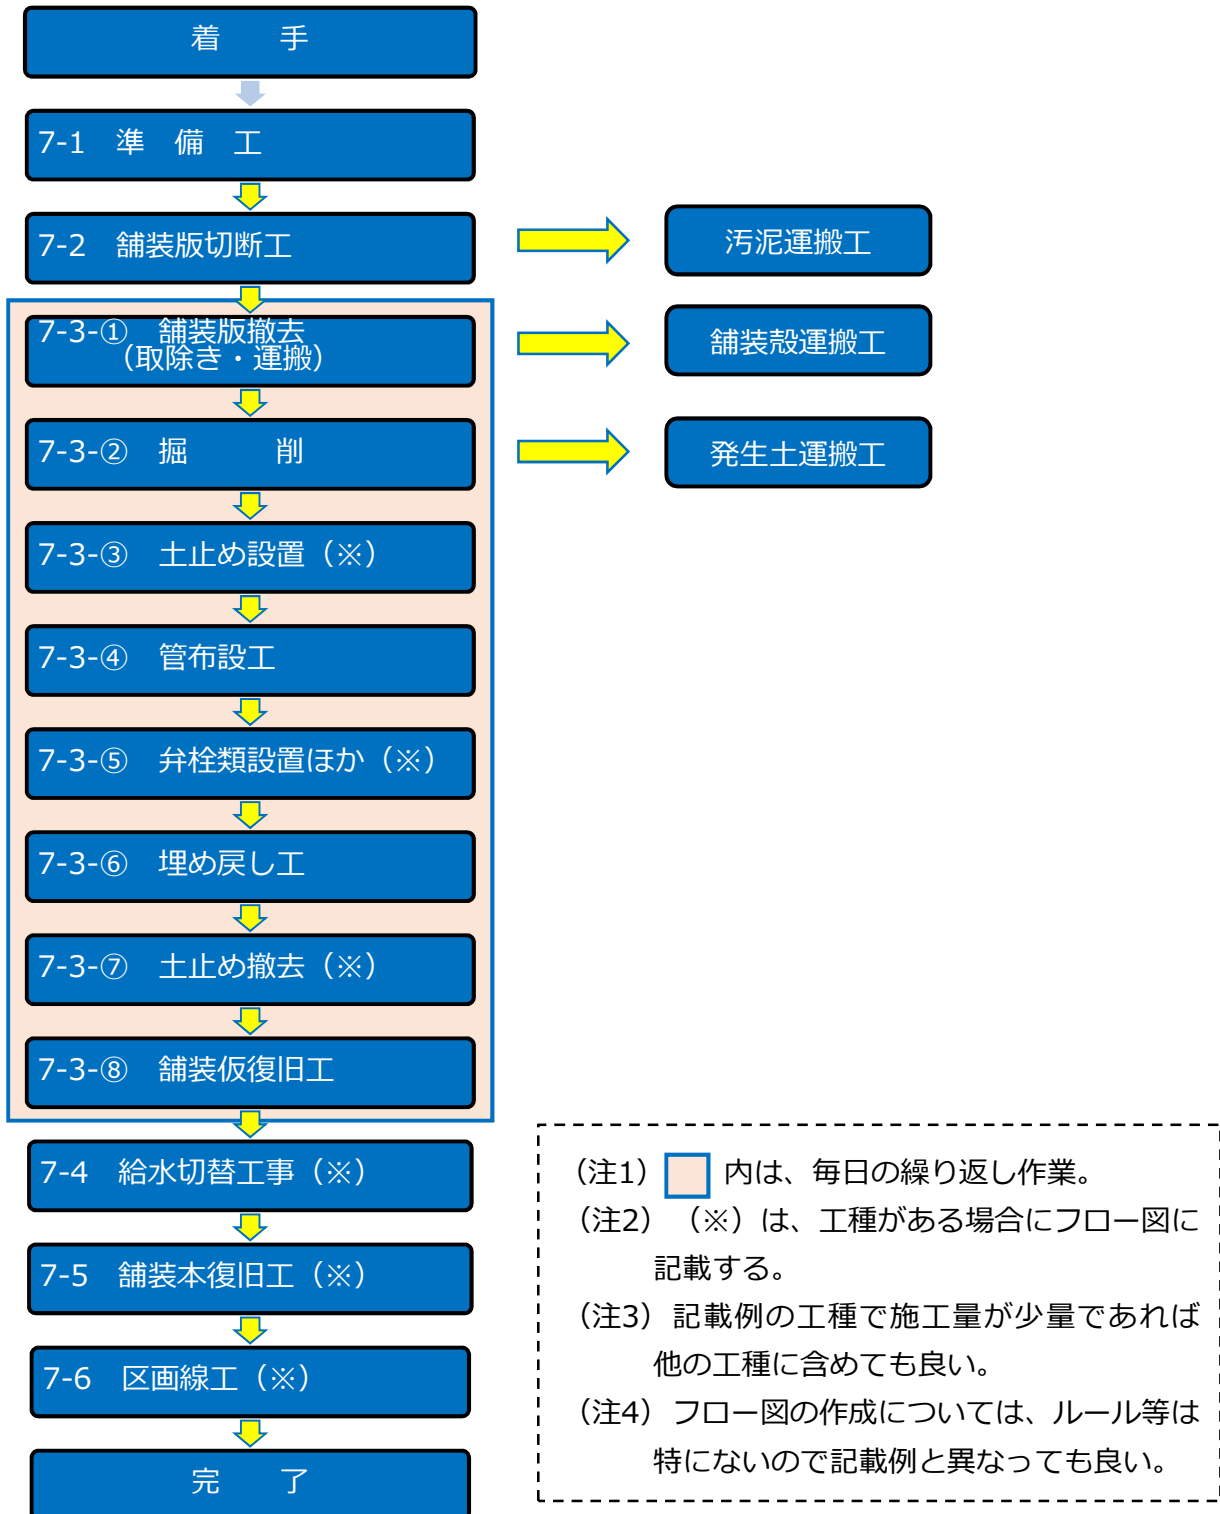 着　　手
7-1　準　備　工
7-2　舗装版切断工
汚泥運搬工
7-3-①　舗装版撤去
（取除き・運搬）
舗装殻運搬工
7-3-②　掘　　　削
発生土運搬工
7-3-③　土止め設置（※）
7-3-④　管布設工
7-3-⑤　弁栓類設置ほか（※）
7-3-⑥　埋め戻し工
7-3-⑦　土止め撤去（※）
7-3-⑧　舗装仮復旧工
7-4　給水切替工事（※）
7-5　舗装本復旧工（※）
7-6　区画線工（※）
完　　了
（注1）　内は、毎日の繰り返し作業。
（注2）（※）は、工種がある場合にフロー図に
記載する。
（注3）記載例の工種で施工量が少量であれば
他の工種に含めても良い。
（注4）フロー図の作成については、ルール等は
特にないので記載例と異なっても良い。